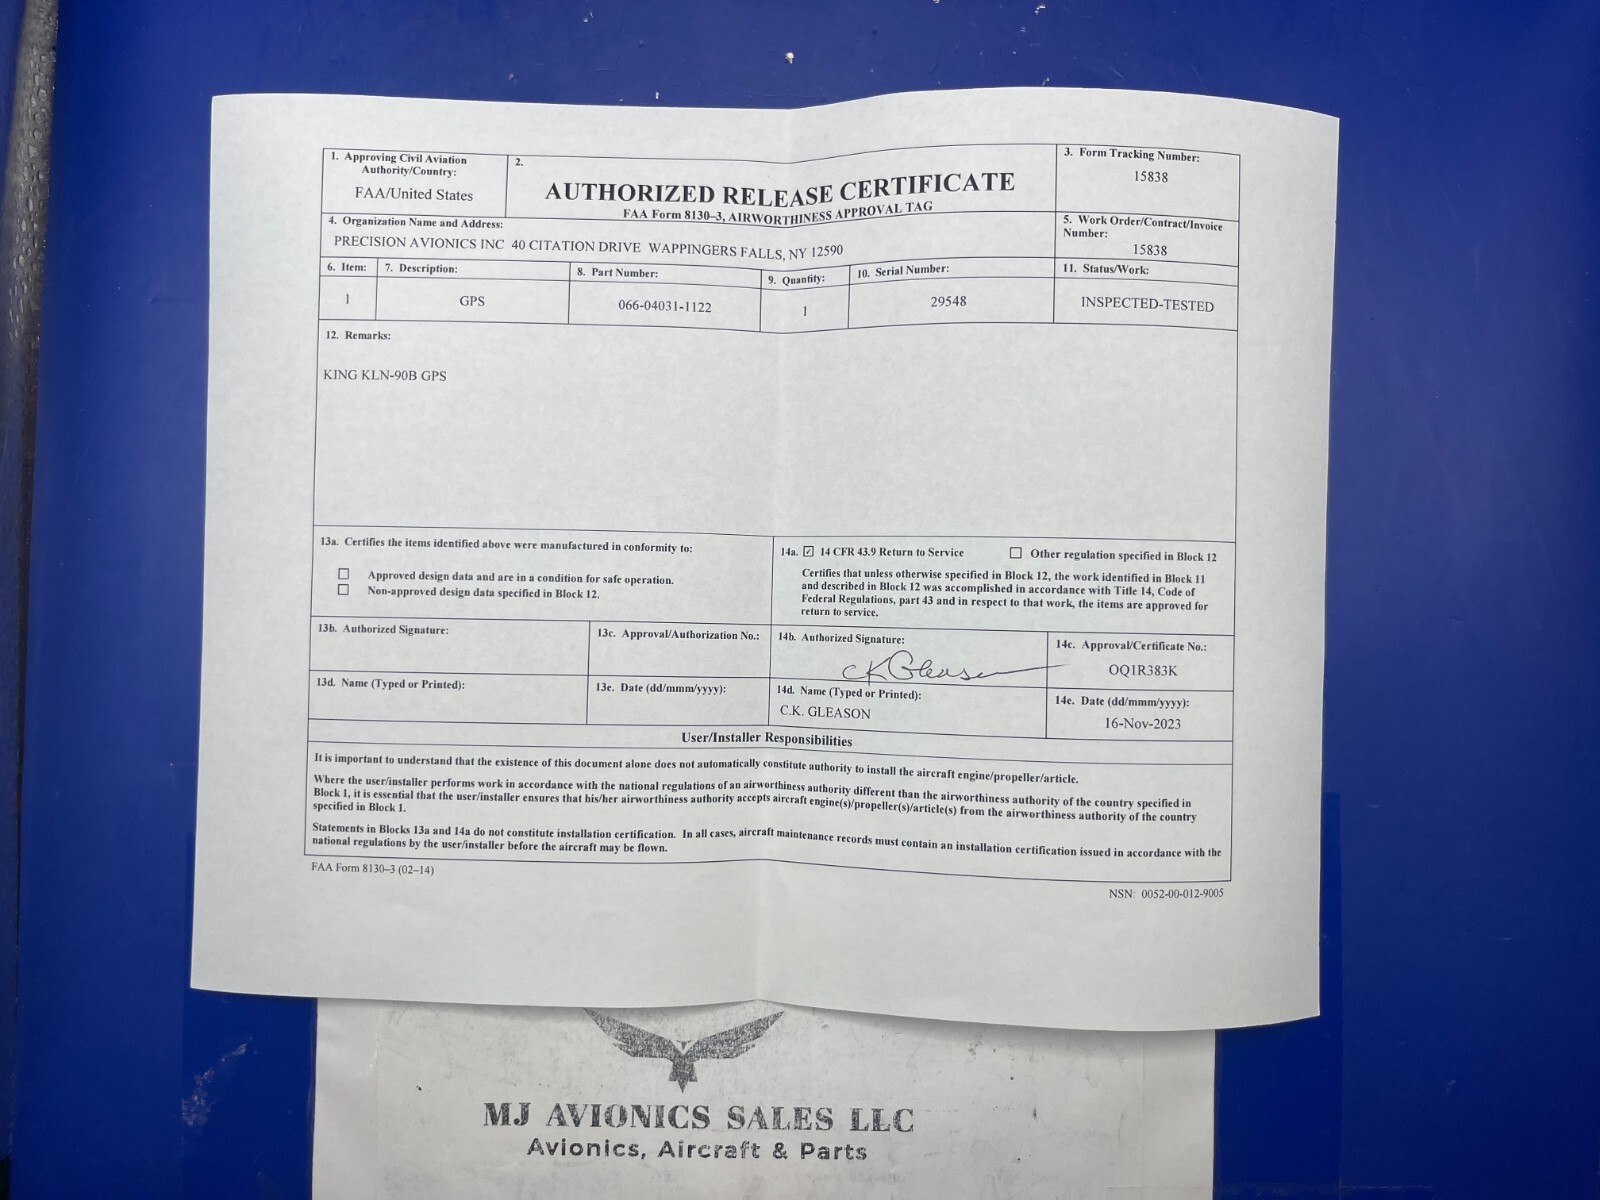 1. Approving Civil Aviation
Authority/Country:
FAA/United States
2.
AUTHORIZED RELEASE CERTIFICATE
FAA Form 8130–3, AIRWORTHINESS APPROVAL TAG
3. Form Tracking Number:
15838
4. Organization Name and Address:
PRECISION AVIONICS INC 40 CITATION DRIVE WAPPINGERS FALLS, NY 12590
5. Work Order/Contract/Invoice
Number:
15838
6. Item:
7. Description:
8. Part Number:
9. Quantity:
10. Serial Number:
11. Status/Work:
1
GPS
066-04031-1122
1
29548
INSPECTED-TESTED
12. Remarks:
KING KLN-90B GPS
13a. Certifies the items identified above were manufactured in conformity to:
Approved design data and are in a condition for safe operation.
Non-approved design data specified in Block 12.
14a. 14 CFR 43.9 Return to Service
Other regulation specified in Block 12
Certifies that unless otherwise specified in Block 12, the work identified in Block 11
and described in Block 12 was accomplished in accordance with Title 14, Code of
Federal Regulations, part 43 and in respect to that work, the items are approved for
return to service.
13b. Authorized Signature:
13c. Approval/Authorization No.:
14b. Authorized Signature:
CK Gleason
14c. Approval/Certificate No.:
OQ1R383K
13d. Name (Typed or Printed):
13e. Date (dd/mmm/yyyy):
14d. Name (Typed or Printed):
C.K. GLEASON
14e. Date (dd/mmm/yyyy):
16-Nov-2023
User/Installer Responsibilities
It is important to understand that the existence of this document alone does not automatically constitute authority to install the aircraft engine/propeller/article.
Where the user/installer performs work in accordance with the national regulations of an airworthiness authority different than the airworthiness authority of the country specified in
Block 1, it is essential that the user/installer ensures that his/her airworthiness authority accepts aircraft engine(s)/propeller(s)/article(s) from the airworthiness authority of the country
specified in Block 1.
Statements in Blocks 13a and 14a do not constitute installation certification. In all cases, aircraft maintenance records must contain an installation certification issued in accordance with the
national regulations by the user/installer before the aircraft may be flown.
FAA Form 8130–3 (02–14)
NSN: 0052-00-012-9005
MJ AVIONICS SALES LLC
Avionics, Aircraft & Parts